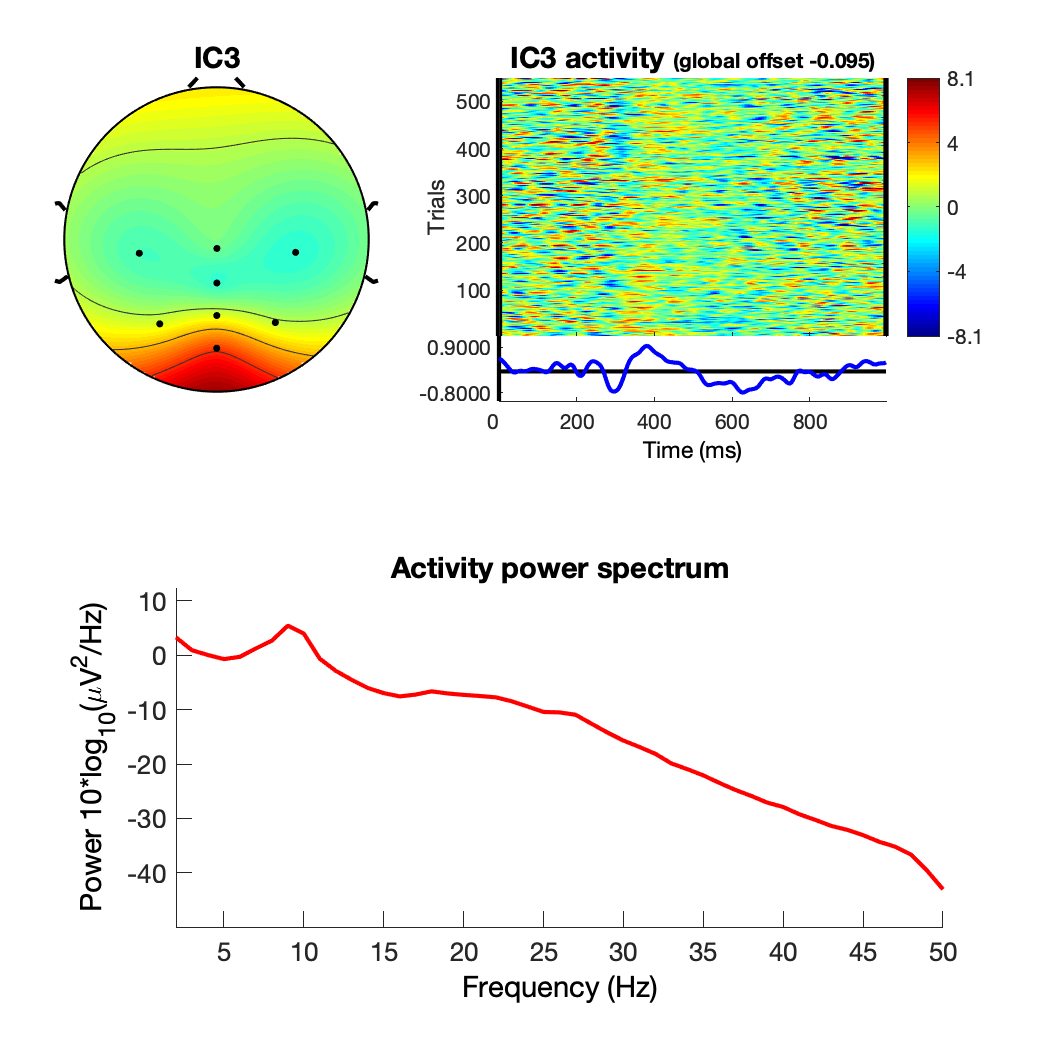 IC3
IC3 activity (global offset -0.095)
Trials
500
400
300
200
100
8.1
4
0
-4
-8.1
0.9000
-0.8000
0 200 400 600 800
Time (ms)
Activity power spectrum
Power 10*log10(μV2/Hz)
10
0
-10
-20
-30
-40
5 10 15 20 25 30 35 40 45 50
Frequency (Hz)